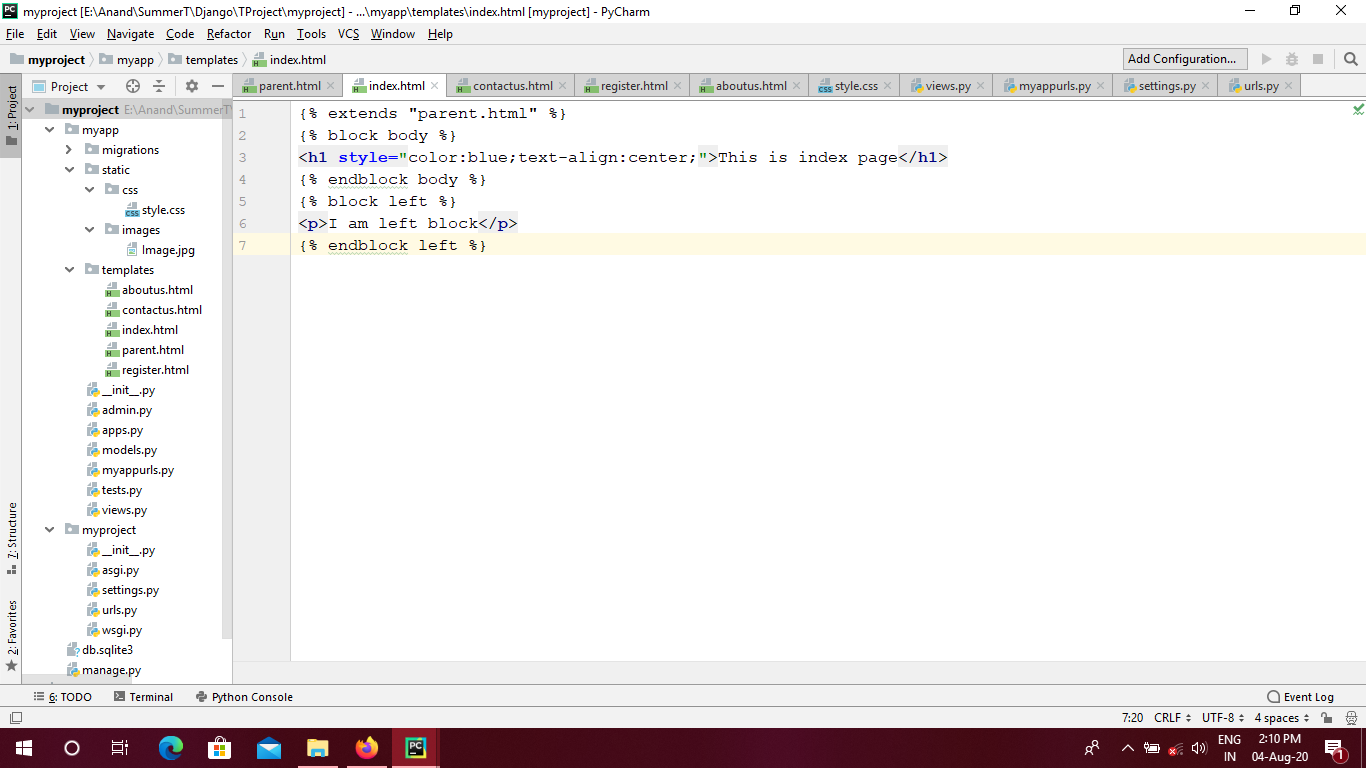 myproject [E:\Anand\SummerT\Django\TProject\myproject] - ...\myapp\templates\index.html [myproject] - PyCharm
File Edit View Navigate Code Refactor Run Tools VCS Window Help
myproject myapp templates index.html Add Configuration...
Project parent.html index.html contactus.html register.html aboutus.html style.css views.py myappurls.py settings.py urls.py
1: Project
7: Structure
2: Favorites
myproject E:\Anand\SummerT
myapp
migrations
static
css
style.css
images
Image.jpg
templates
aboutus.html
contactus.html
index.html
parent.html
register.html
__init__.py
admin.py
apps.py
models.py
myappurls.py
tests.py
views.py
myproject
__init__.py
asgi.py
settings.py
urls.py
wsgi.py
db.sqlite3
manage.py
1 {% extends "parent.html" %}
2 {% block body %}
3 <h1 style="color:blue;text-align:center;">This is index page</h1>
4 {% endblock body %}
5 {% block left %}
6 <p>I am left block</p>
7 {% endblock left %}
6: TODO Terminal Python Console Event Log
7:20 CRLF UTF-8 4 spaces
ENG 2:10 PM
IN 04-Aug-20 1